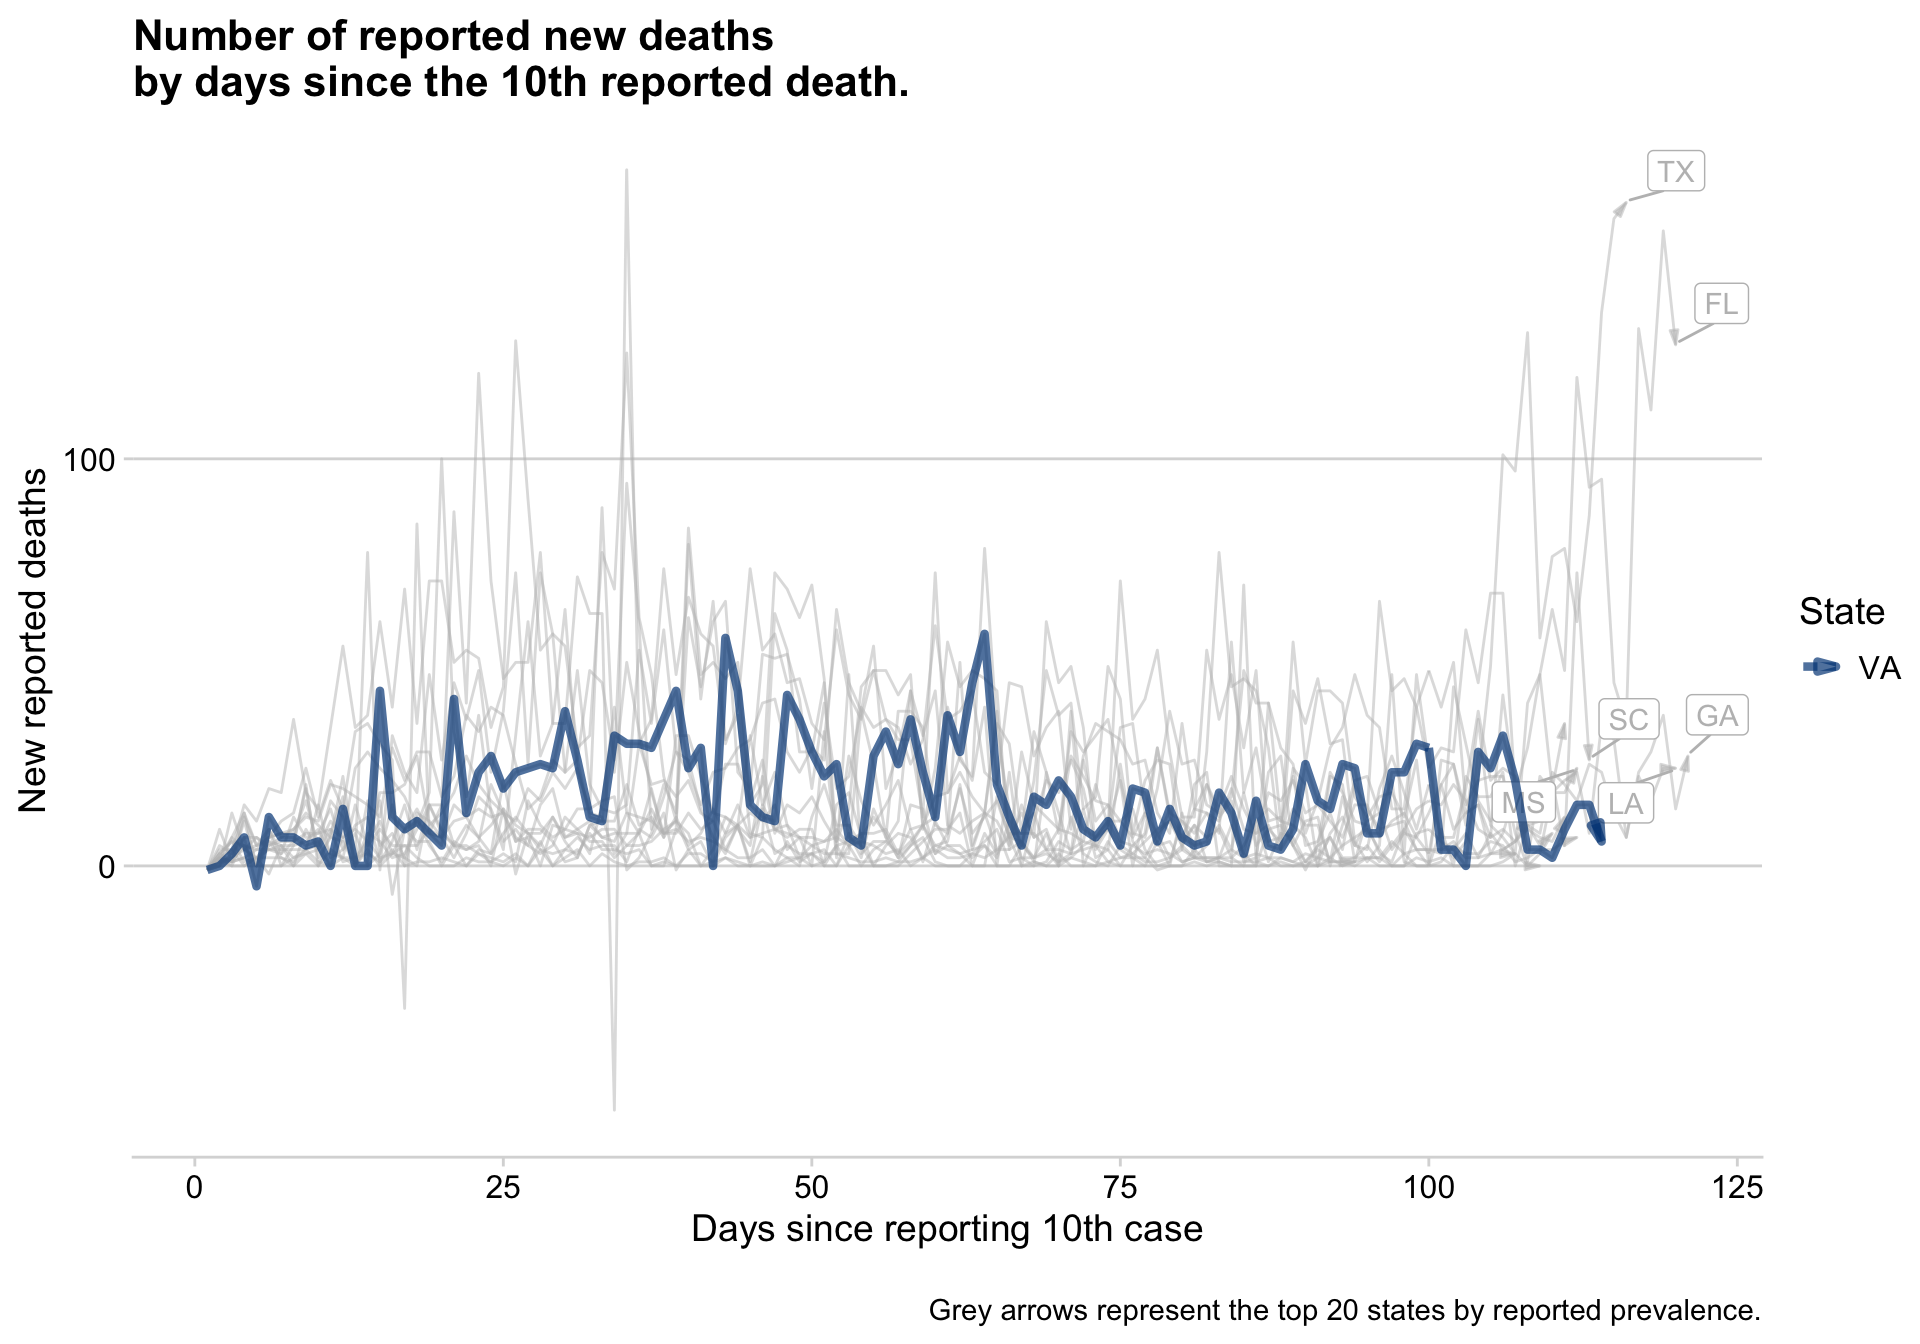 Number of reported new deaths
by days since the 10th reported death.
TX
FL
100
New reported deaths
State
VA
SC
GA
MS
LA
0
0 25 50 75 100 125
Days since reporting 10th case
Grey arrows represent the top 20 states by reported prevalence.